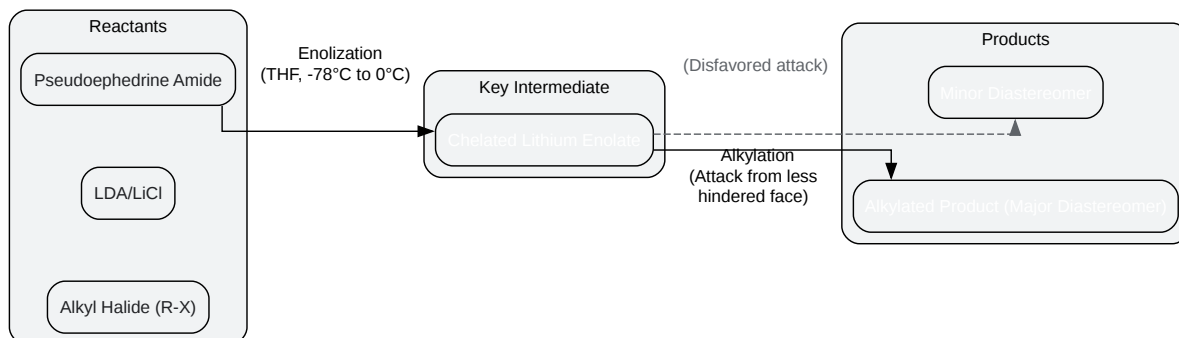 Reactants
Pseudoephedrine Amide
LDA/LiCl
Alkyl Halide (R-X)
Enolization
(THF, -78°C to 0°C)
Key Intermediate
Chelated Lithium Enolate
(Disfavored attack)
Alkylation
(Attack from less
hindered face)
Products
Minor Diastereomer
Alkylated Product (Major Diastereomer)